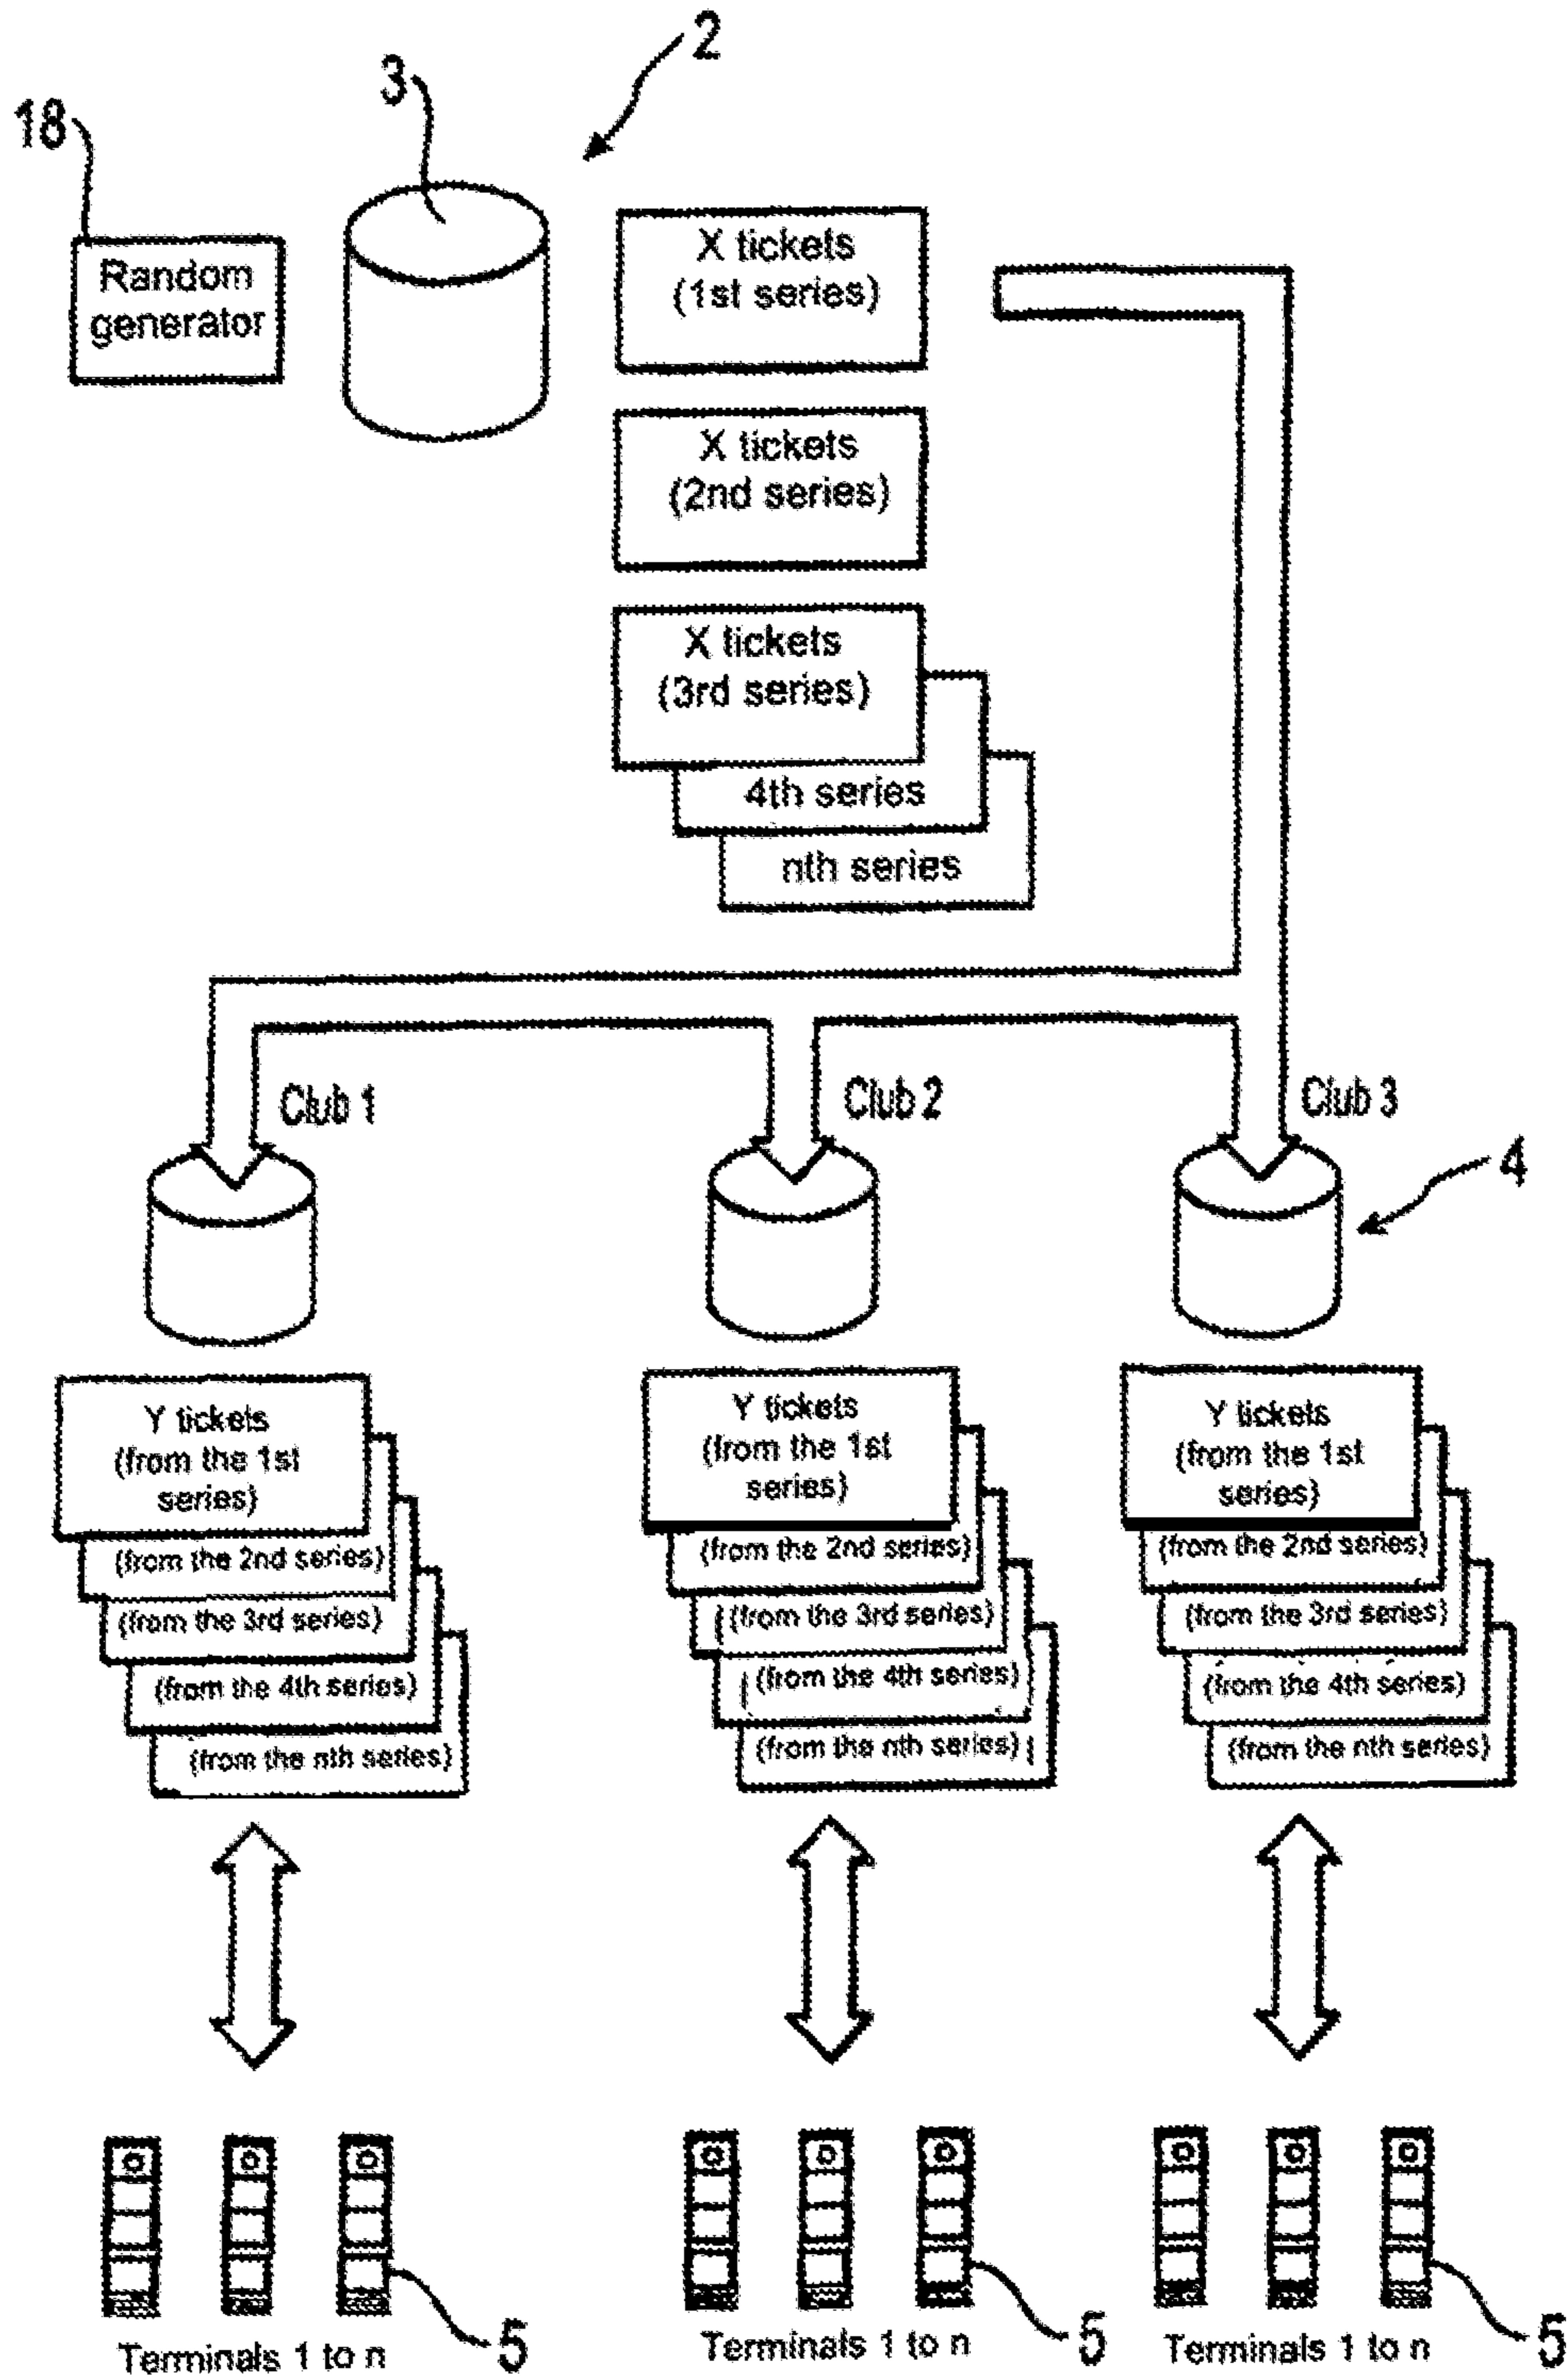 2
3
18
Random
generator
X tickets
(1st series)
X tickets
(2nd series)
X tickets
(3rd series)
4th series
nth series
Club 1
Club 2
Club 3
4
Y tickets
(from the 1st
series)
(from the 2nd series)
(from the 3rd series)
(from the 4th series)
(from the nth series)
Y tickets
(from the 1st
series)
(from the 2nd series)
(from the 3rd series)
(from the 4th series)
(from the nth series)
Y tickets
(from the 1st
series)
(from the 2nd series)
(from the 3rd series)
(from the 4th series)
(from the nth series)
Terminals 1 to n
5
Terminals 1 to n
5
Terminals 1 to n
5